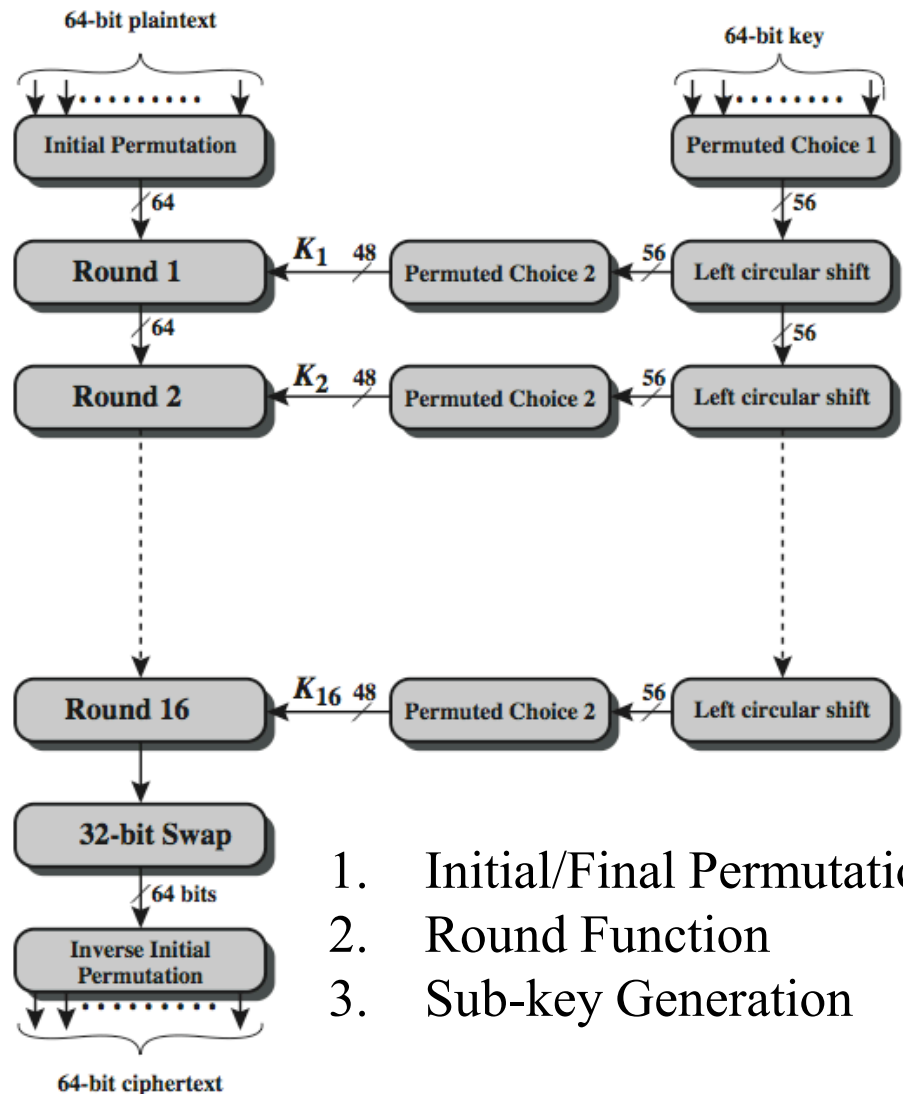 64-bit plaintext
64-bit key
Initial Permutation
Permuted Choice 1
64
56
Round 1
K1
48
Permuted Choice 2
56
Left circular shift
64
56
Round 2
K2
48
Permuted Choice 2
56
Left circular shift
Round 16
K16
48
Permuted Choice 2
56
Left circular shift
32-bit Swap
64 bits
Inverse Initial
Permutation
64-bit ciphertext
1. Initial/Final
2. Round Function
3. Sub-key Generation